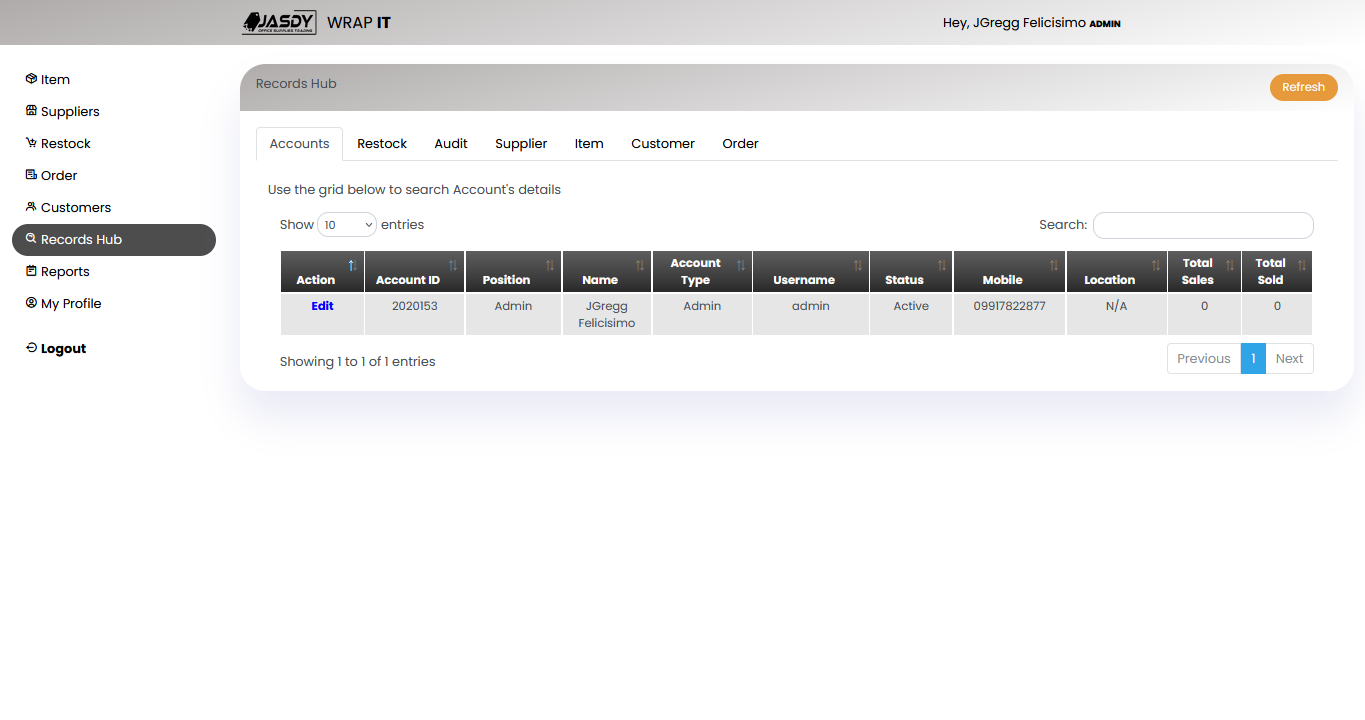 JASDY
OFFICE SUPPLIES TRADING
WRAP IT
Hey, JGregg Felicisimo ADMIN
Item
Suppliers
Restock
Order
Customers
Records Hub
Reports
My Profile
Logout
Records Hub
Refresh
Accounts Restock Audit Supplier Item Customer Order
Use the grid below to search Account's details
Show 10 entries
Search:
Action Account ID Position Name Account Type Username Status Mobile Location Total Sales Total Sold
Edit 2020153 Admin JGregg Felicisimo Admin admin Active 09917822877 N/A 0 0
Showing 1 to 1 of 1 entries
Previous 1 Next